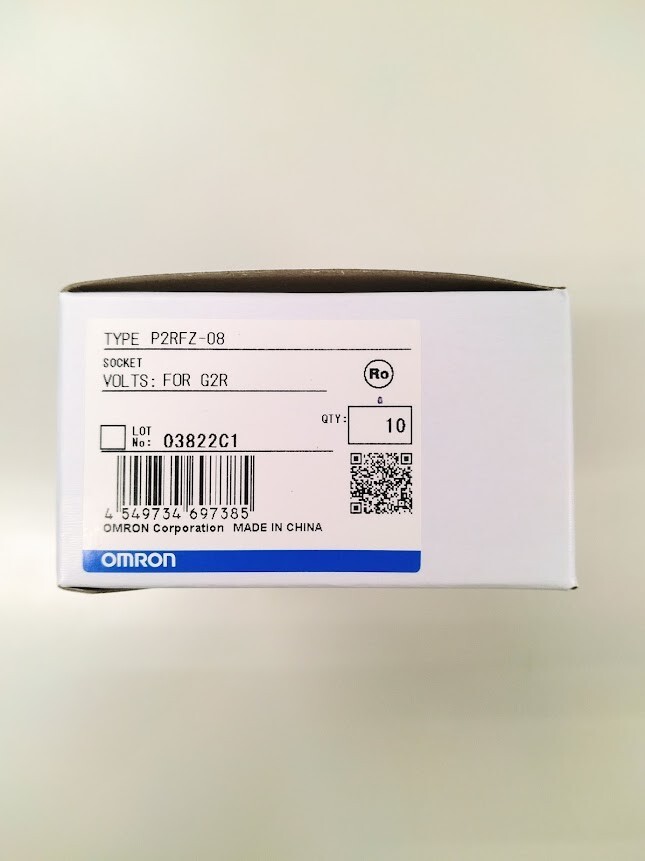 TYPE P2RFZ-08
SOCKET
VOLTS: FOR G2R
Ro
QTY: 10
LOT No: 03822C1
4 549734 697385
OMRON Corporation MADE IN CHINA
OMRON